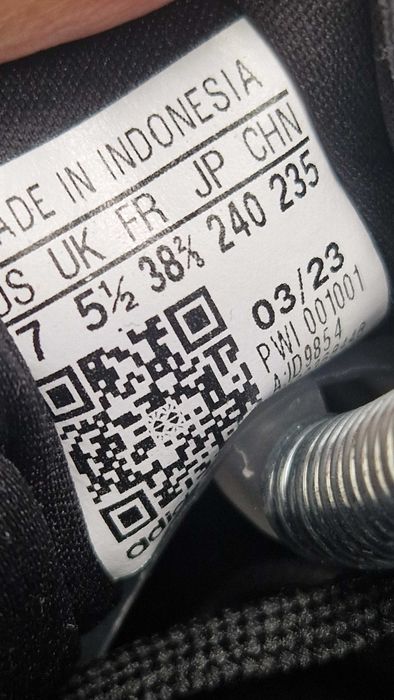 ADE IN INDONESIA
US UK FR JP CHN
7 5½ 38⅔ 240 235
03/23
PWI 001001
AJD9854
adidas